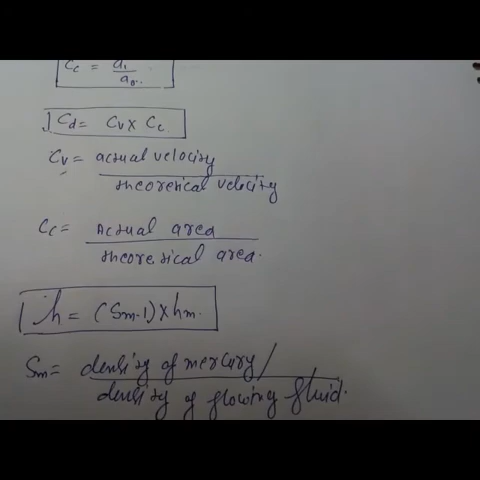 Cc = a1/a0..
Cd = Cv x Cc
Cv = actual velocity
theoretical velocity
Cc = Actual area
theoretical area.
h = (Sm-1) x hm.
Sm = density of mercury/
density of flowing fluid.